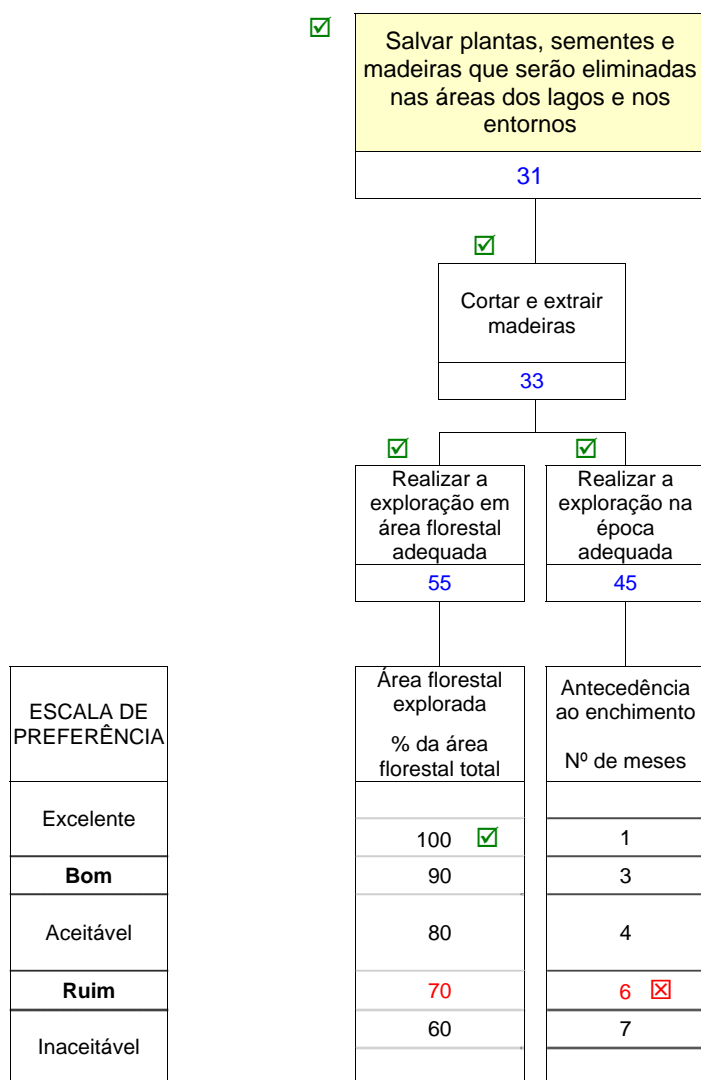 ☑
Salvar plantas, sementes e
madeiras que serão eliminadas
nas áreas dos lagos e nos
entornos
31
☑
Cortar e extrair
madeiras
33
☑
Realizar a
exploração em
área florestal
adequada
55
☑
Realizar a
exploração na
época
adequada
45
ESCALA DE
PREFERÊNCIA
Área florestal
explorada
% da área
florestal total
Antecedência
ao enchimento
Nº de meses
Excelente
100 ☑
1
Bom
90
3
Aceitável
80
4
Ruim
70
6 ☒
Inaceitável
60
7